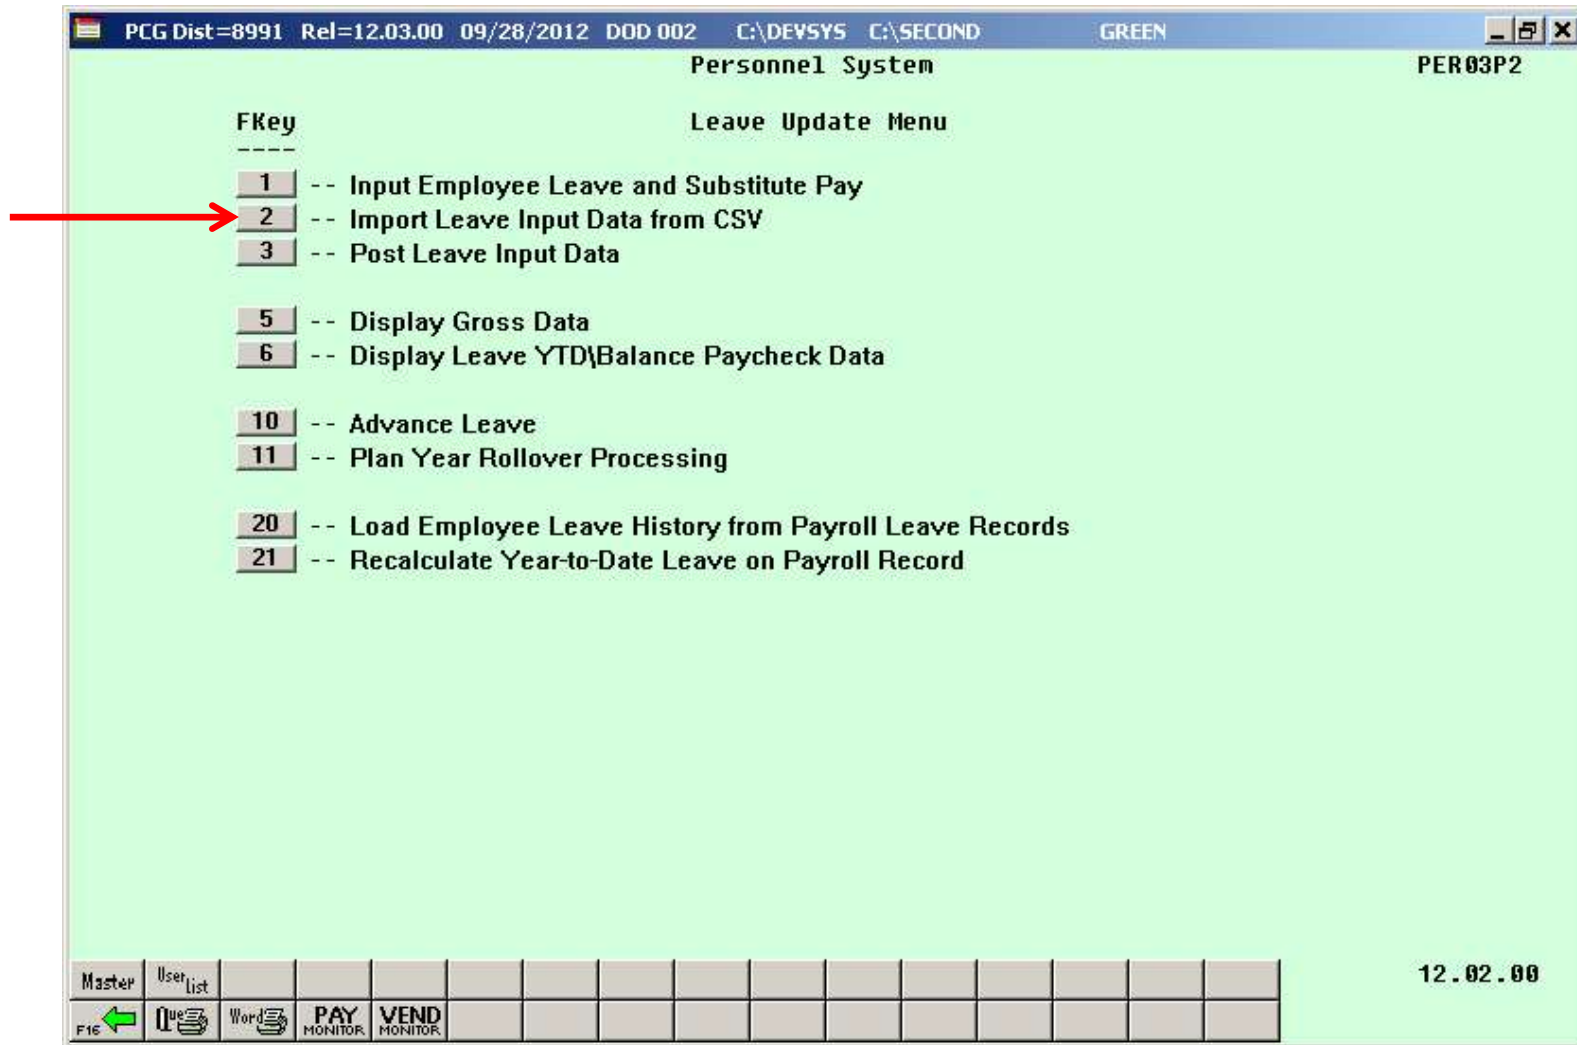 PCG Dist=8991 Rel=12.03.00 09/28/2012 DOD 002 C:\DEVSYS C:\SECOND GREEN
Personnel System PER03P2
FKey Leave Update Menu
----
1 -- Input Employee Leave and Substitute Pay
2 -- Import Leave Input Data from CSV
3 -- Post Leave Input Data
5 -- Display Gross Data
6 -- Display Leave YTD\Balance Paycheck Data
10 -- Advance Leave
11 -- Plan Year Rollover Processing
20 -- Load Employee Leave History from Payroll Leave Records
21 -- Recalculate Year-to-Date Leave on Payroll Record
Master User list 12.02.00
F16 Que Word PAY MONITOR VEND MONITOR